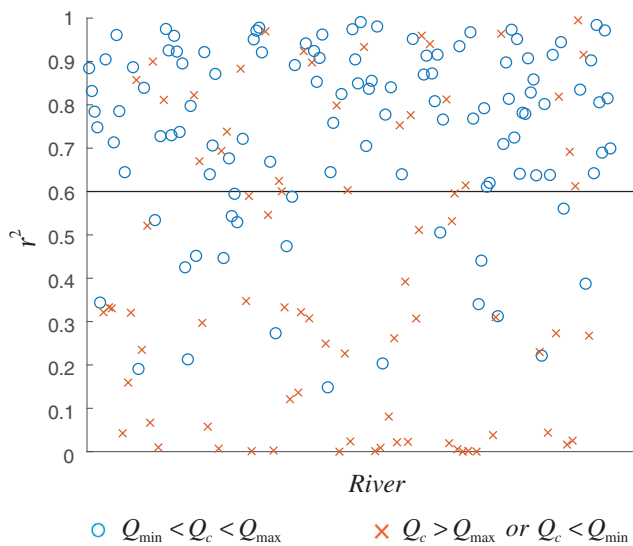 1
0.9
0.8
0.7
0.6
0.5
0.4
0.3
0.2
0.1
0
r²
River
Q_min < Q_c < Q_max
Q_c > Q_max or Q_c < Q_min